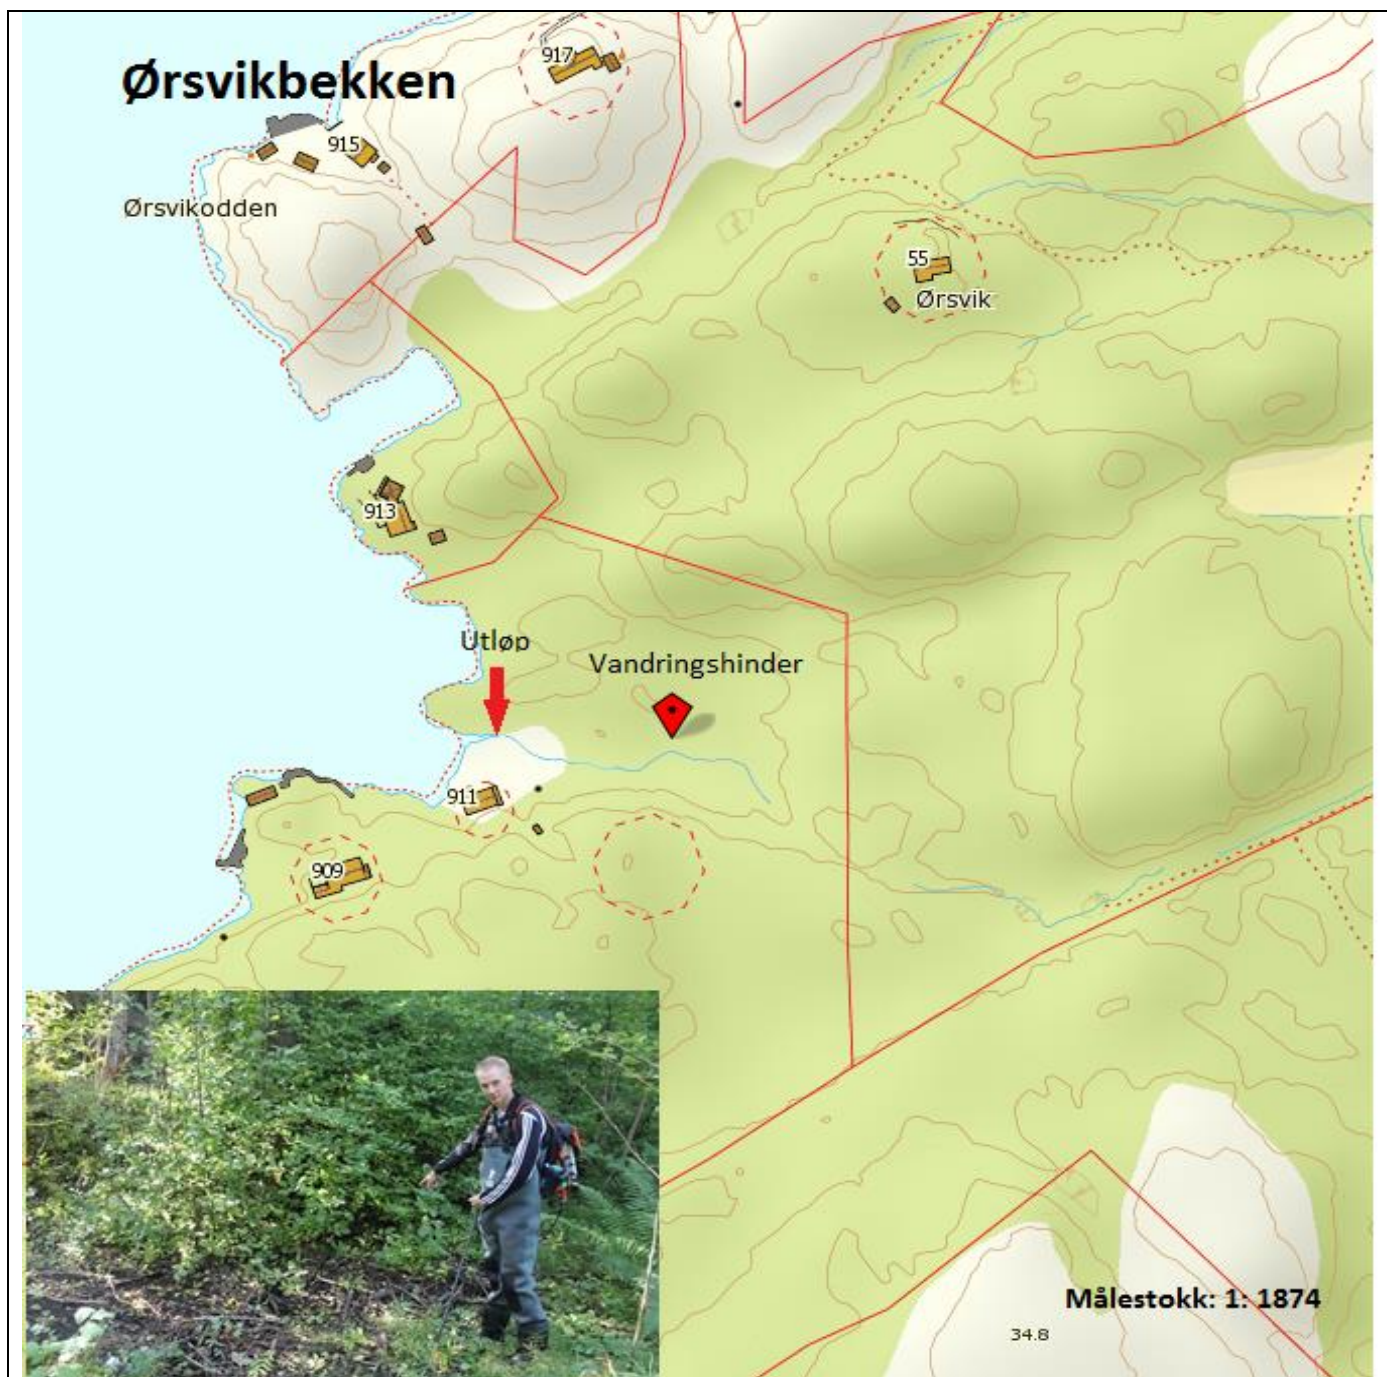 Ørsvikbekken
917
915
Ørsvikodden
55
Ørsvik
913
Utløp
Vandringshinder
911
909
Målestokk: 1: 1874
34.8